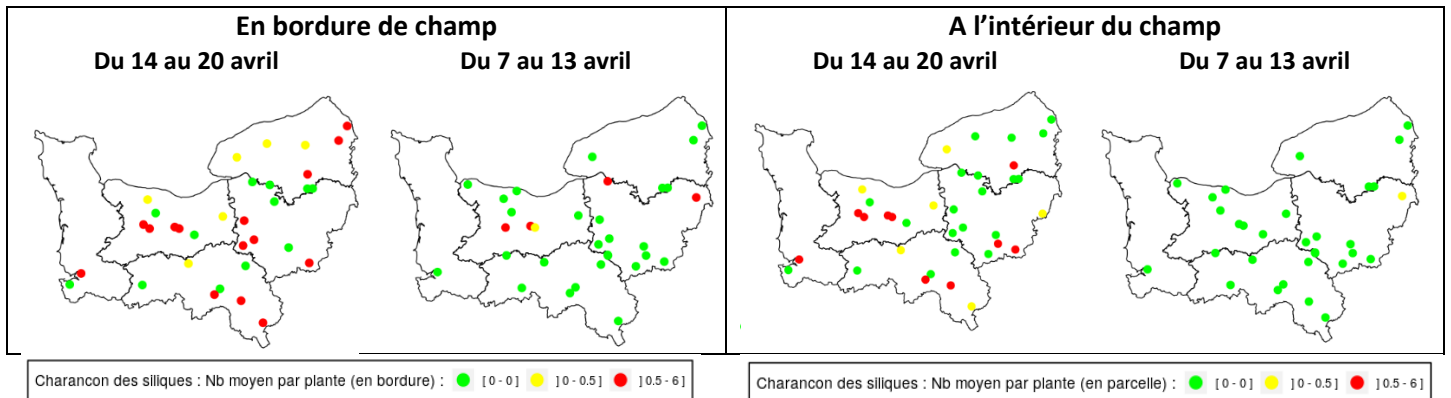 En bordure de champ
Du 14 au 20 avril
Du 7 au 13 avril
A l’intérieur du champ
Du 14 au 20 avril
Du 7 au 13 avril
Charancon des siliques : Nb moyen par plante (en bordure) : [ 0 - 0 ] ] 0 - 0.5 ] ] 0.5 - 6 ]
Charancon des siliques : Nb moyen par plante (en parcelle) : [ 0 - 0 ] ] 0 - 0.5 ] ] 0.5 - 6 ]